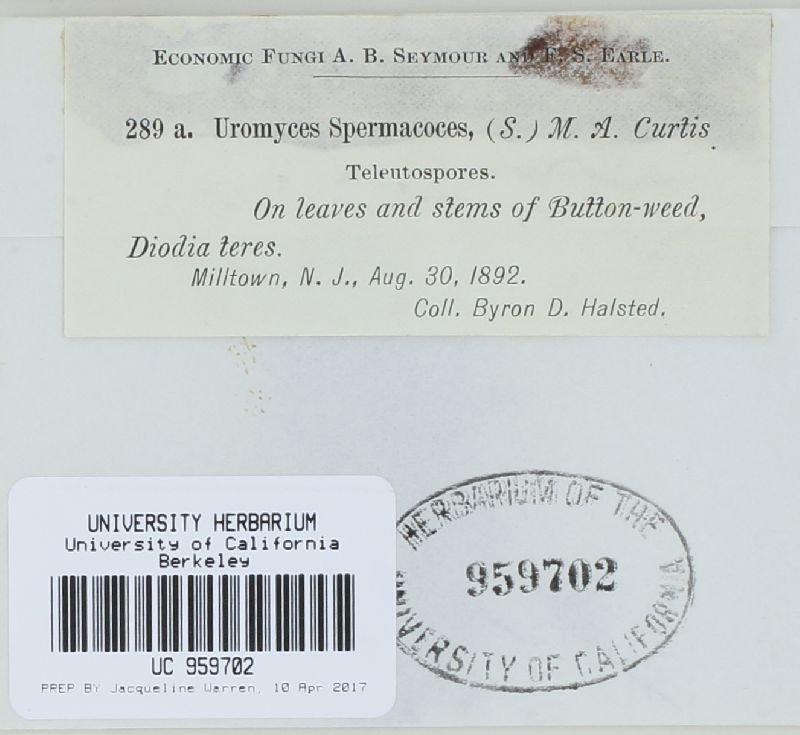 Economic Fungi A. B. Seymour and F. S. Earle.
289 a. Uromyces Spermacoces, (S.) M. A. Curtis.
Teleutospores.
On leaves and stems of Button-weed,
Diodia teres.
Milltown, N. J., Aug. 30, 1892.
Coll. Byron D. Halsted.
HERBARIUM OF THE
959702
UNIVERSITY OF CALIFORNIA
UNIVERSITY HERBARIUM
University of California
Berkeley
UC 959702
PREP BY Jacqueline Warren, 10 Apr 2017